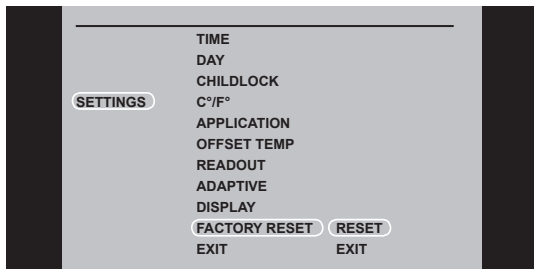 TIME
DAY
CHILDLOCK
SETTINGS C°/F°
APPLICATION
OFFSET TEMP
READOUT
ADAPTIVE
DISPLAY
FACTORY RESET RESET
EXIT EXIT